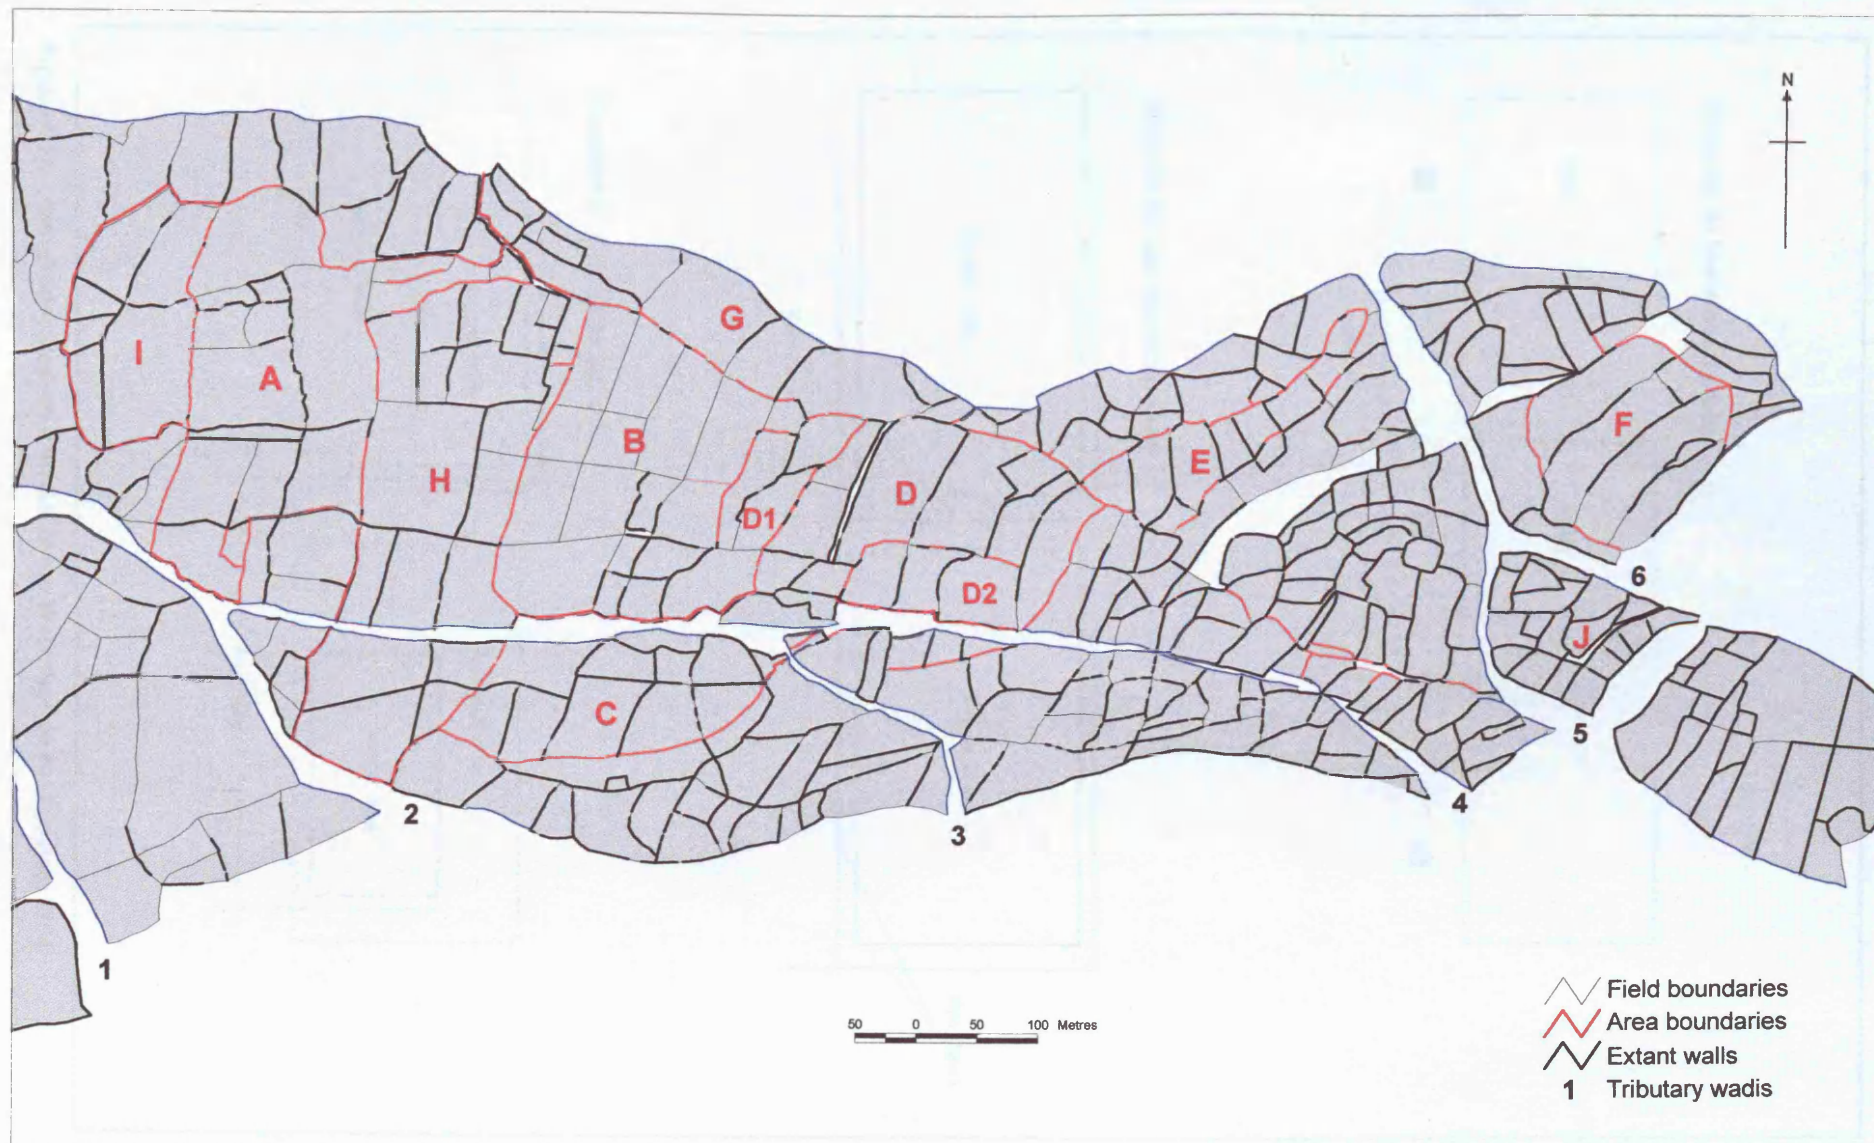 N
G
I
A
F
B
E
H
D
D1
6
D2
J
C
5
2
4
3
1
50 0 50 100 Metres
Field boundaries
Area boundaries
Extant walls
1 Tributary wadis